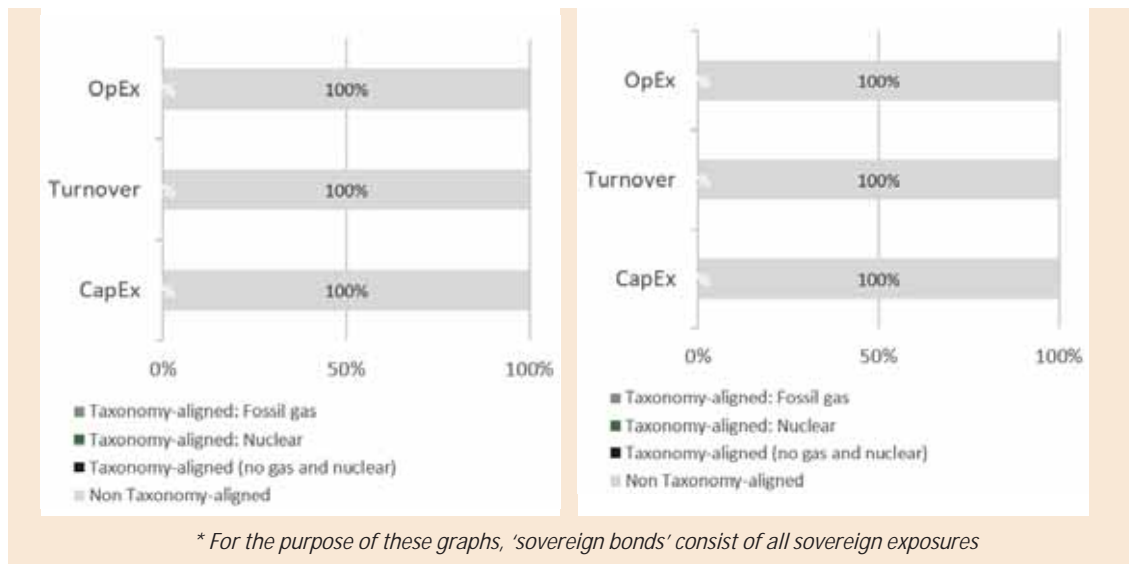 OpEx
100%
Turnover
100%
CapEx
100%
0% 50% 100%
Taxonomy-aligned: Fossil gas
Taxonomy-aligned: Nuclear
Taxonomy-aligned (no gas and nuclear)
Non Taxonomy-aligned
OpEx
100%
Turnover
100%
CapEx
100%
0% 50% 100%
Taxonomy-aligned: Fossil gas
Taxonomy-aligned: Nuclear
Taxonomy-aligned (no gas and nuclear)
Non Taxonomy-aligned
* For the purpose of these graphs, ‘sovereign bonds’ consist of all sovereign exposures